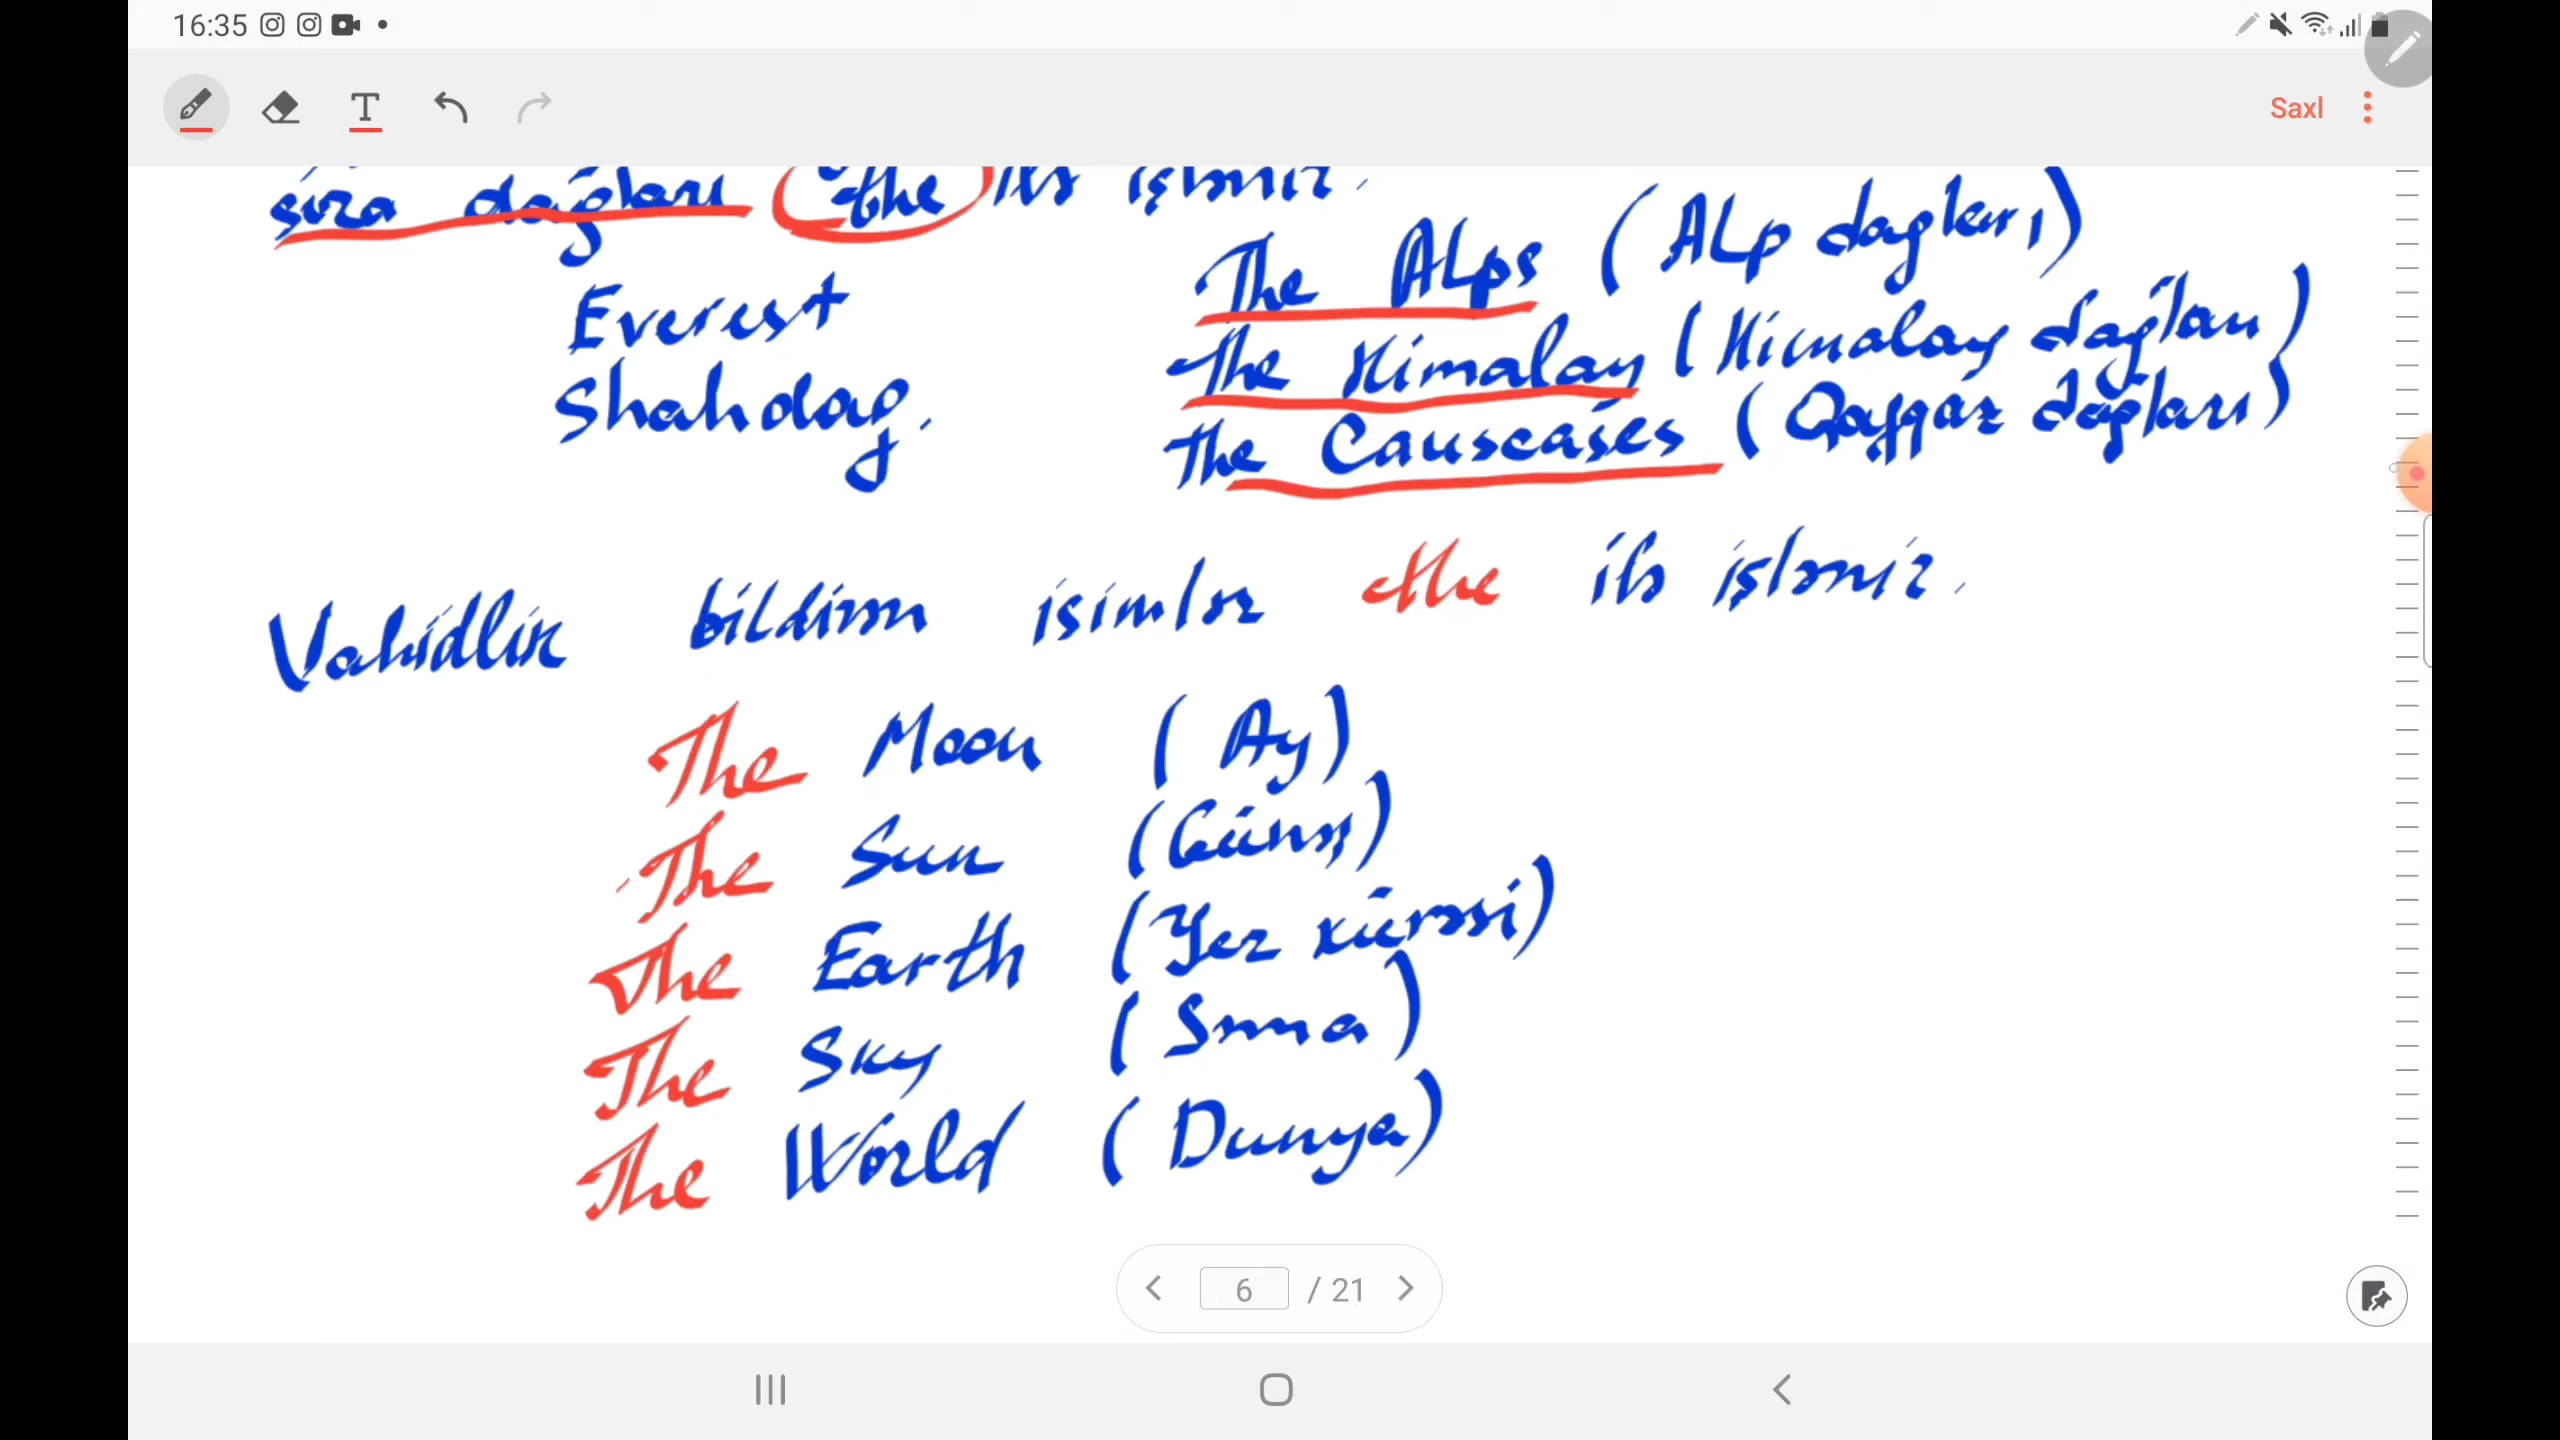 16:35
Saxl
sıra dağları (the) ilə işlənir.
Everest
Shahdag.
The Alps (Alp dagları)
the Himalay (Himalay dağları)
The Causcases (Qafqaz dağları)
Vahidlik bildirən isimlər the ilə işlənir.
The Moon (Ay)
The Sun (Günəş)
The Earth (Yer kürəsi)
The Sky (Səma)
The World (Dunya)
6 / 21